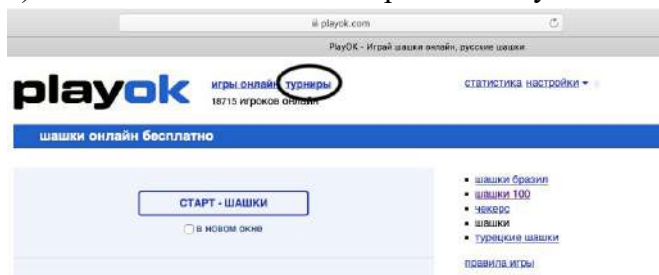 playok.com
PlayOK - Играй шашки онлайн, русские шашки
playok
игры онлайн турниры
статистика настройки
18715 игроков онлайн
шашки онлайн бесплатно
СТАРТ - ШАШКИ
в новом окне
шашки бразил
шашки 100
чекерс
шашки
турецкие шашки
правила игры